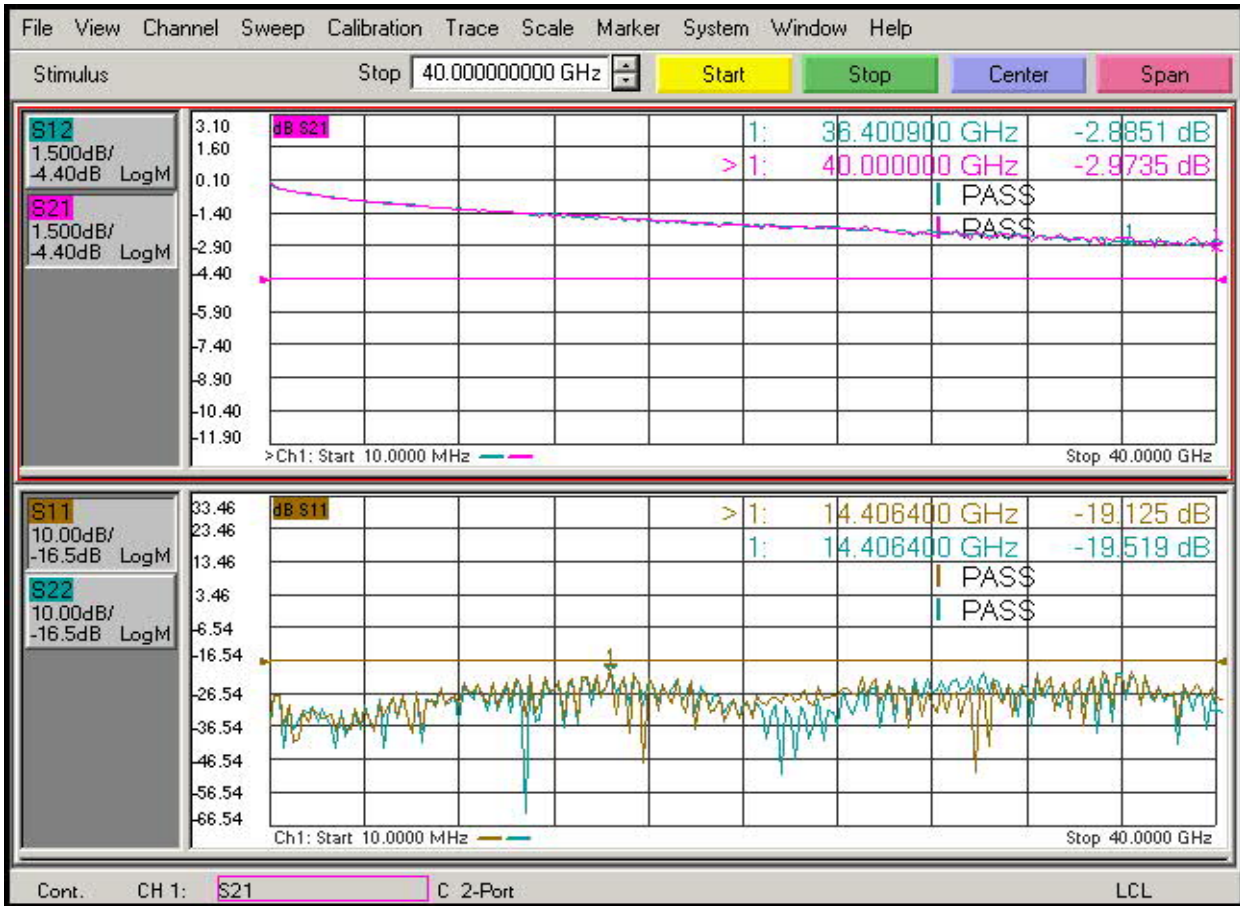 File View Channel Sweep Calibration Trace Scale Marker System Window Help
Stimulus Stop 40.000000000 GHz Start Stop Center Span
S12
1.500dB/
-4.40dB LogM
S21
1.500dB/
-4.40dB LogM
3.10
1.60
0.10
-1.40
-2.90
-4.40
-5.90
-7.40
-8.90
-10.40
-11.90
dB S21
1: 36.400900 GHz -2.8851 dB
> 1: 40.000000 GHz -2.9735 dB
PASS
PASS
1
1
>Ch1: Start 10.0000 MHz
Stop 40.0000 GHz
S11
10.00dB/
-16.5dB LogM
S22
10.00dB/
-16.5dB LogM
33.46
23.46
13.46
3.46
-6.54
-16.54
-26.54
-36.54
-46.54
-56.54
-66.54
dB S11
> 1: 14.406400 GHz -19.125 dB
1: 14.406400 GHz -19.519 dB
PASS
PASS
1
Ch1: Start 10.0000 MHz
Stop 40.0000 GHz
Cont. CH 1: S21 C 2-Port LCL